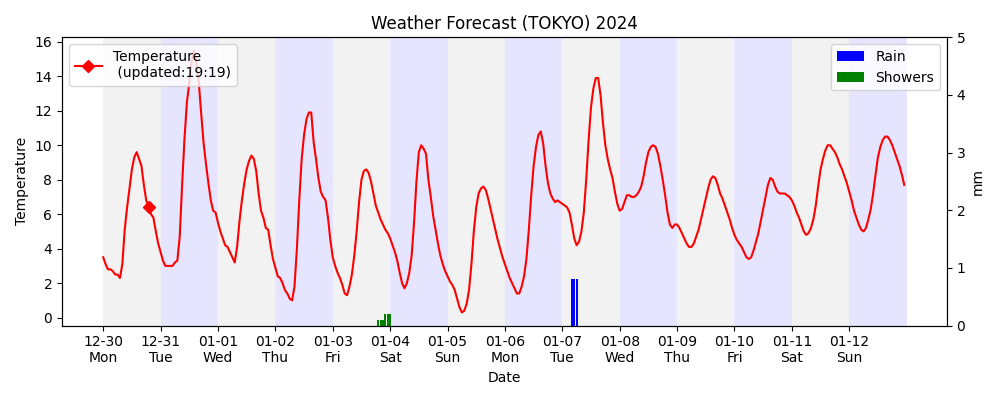 Weather Forecast (TOKYO) 2024
Temperature
(updated:19:19)
Rain
Showers
16
14
12
10
8
6
4
2
0
Temperature
5
4
3
2
1
0
mm
12-30 12-31 01-01 01-02 01-03 01-04 01-05 01-06 01-07 01-08 01-09 01-10 01-11 01-12
Mon Tue Wed Thu Fri Sat Sun Mon Tue Wed Thu Fri Sat Sun
Date